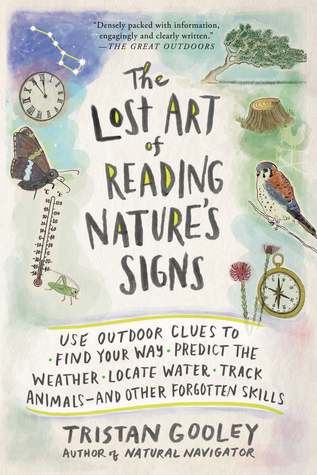 "Densely packed with information,
engagingly and clearly written."
—THE GREAT OUTDOORS
The
LOST ART
of
READING
NATURE'S
SIGNS
USE OUTDOOR CLUES TO
• FIND YOUR WAY • PREDICT THE
WEATHER • LOCATE WATER • TRACK
ANIMALS—AND OTHER FORGOTTEN SKILLS
TRISTAN GOOLEY
AUTHOR of NATURAL NAVIGATOR